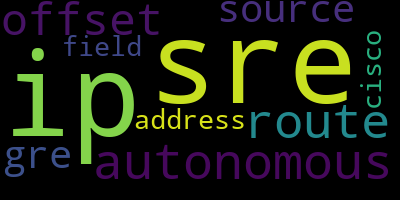 offset source
field
ip sre cisco
address route
gre autonomous